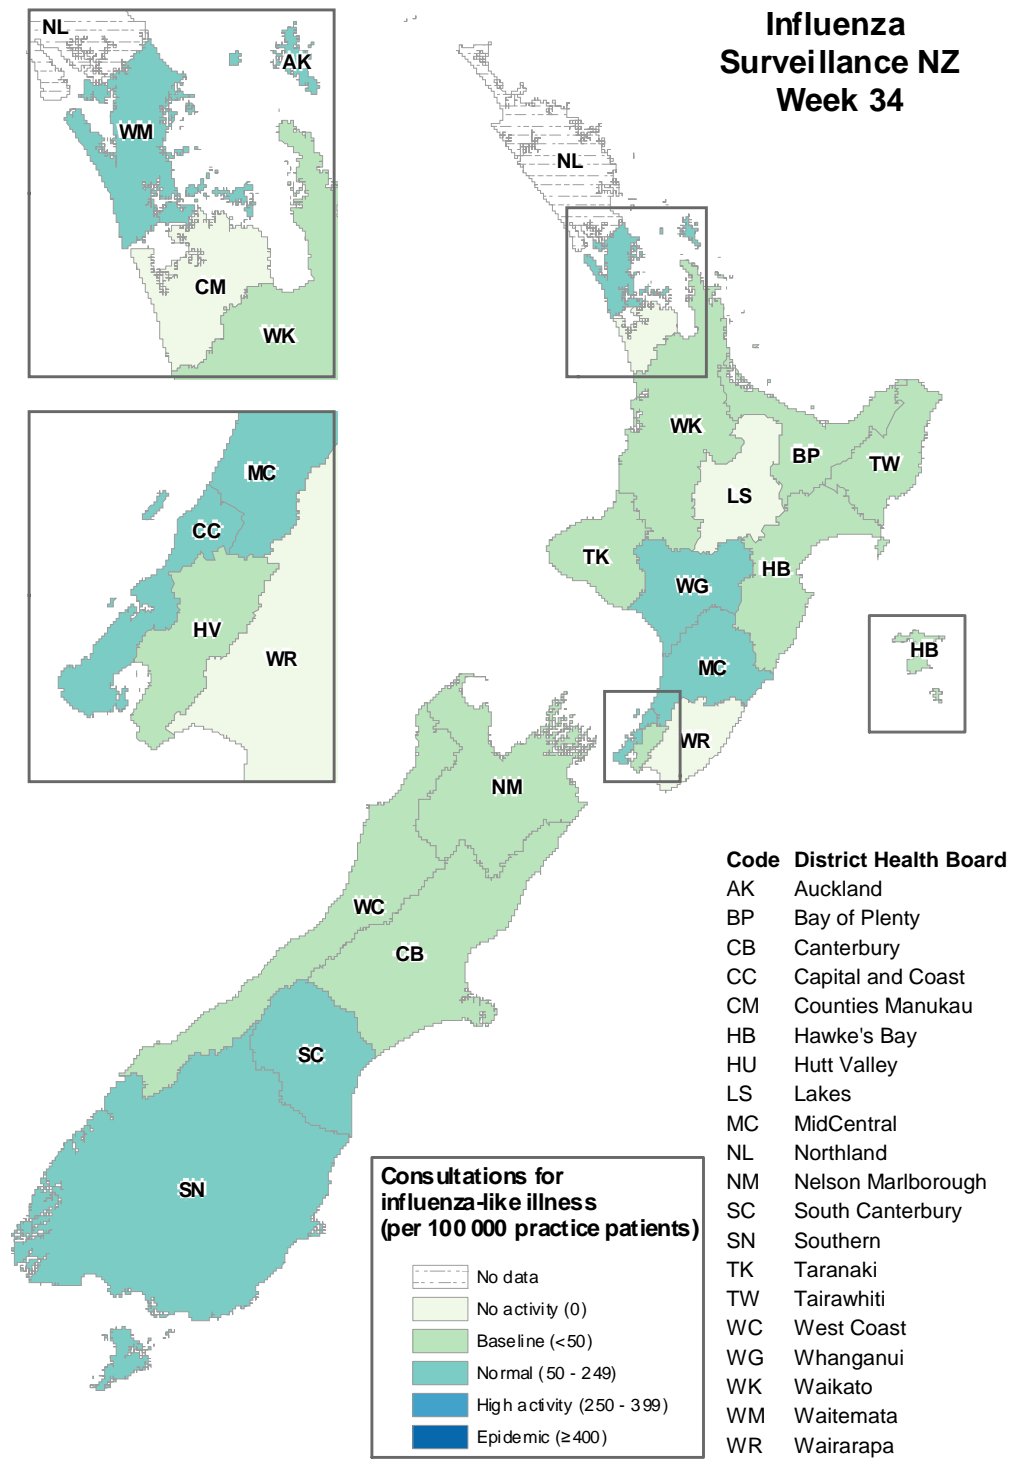 Influenza
Surveillance NZ
Week 34
NL
AK
WM
CM
WK
NL
MC
CC
HV
WR
WK
BP
TW
LS
TK
HB
WG
MC
HB
WR
NM
WC
CB
SC
SN
Code District Health Board
AK Auckland
BP Bay of Plenty
CB Canterbury
CC Capital and Coast
CM Counties Manukau
HB Hawke's Bay
HU Hutt Valley
LS Lakes
MC MidCentral
NL Northland
NM Nelson Marlborough
SC South Canterbury
SN Southern
TK Taranaki
TW Tairawhiti
WC West Coast
WG Whanganui
WK Waikato
WM Waitemata
WR Wairarapa
Consultations for
influenza-like illness
(per 100 000 practice patients)
No data
No activity (0)
Baseline (<50)
Normal (50 - 249)
High activity (250 - 399)
Epidemic (≥400)